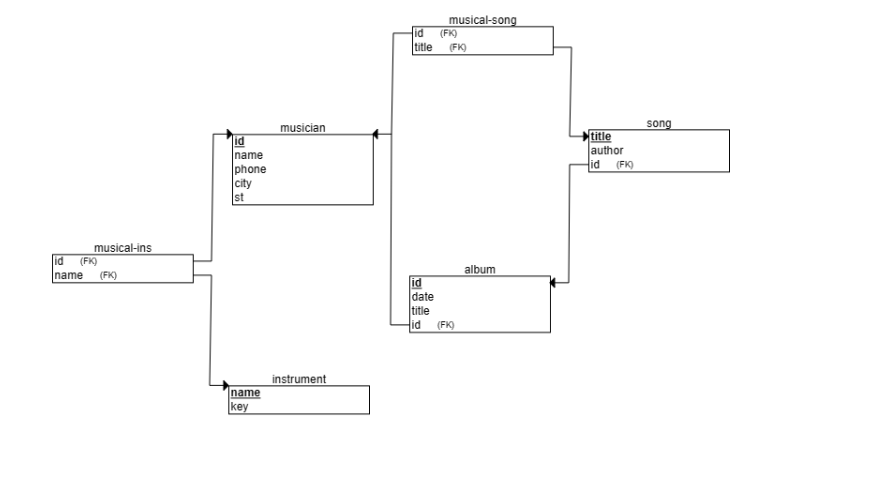 musical-song
id (FK)
title (FK)
musician
id
name
phone
city
st
song
title
author
id (FK)
musical-ins
id (FK)
name (FK)
album
id
date
title
id (FK)
instrument
name
key